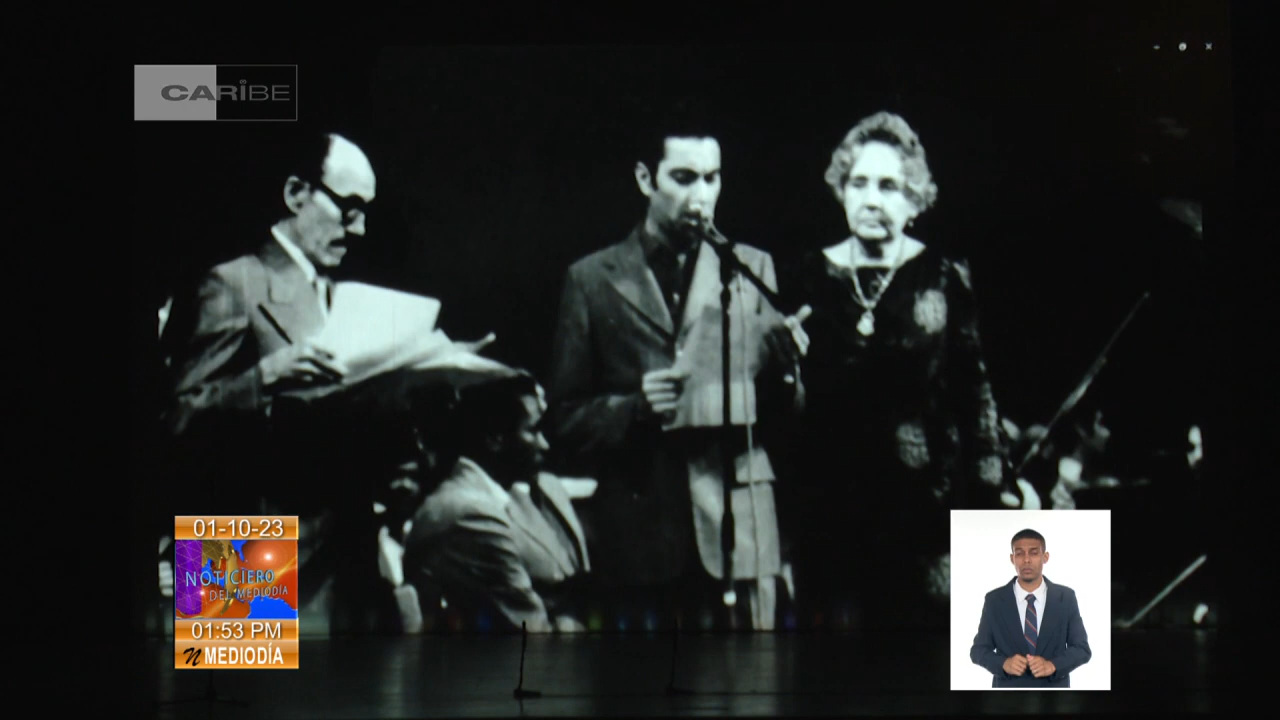 CARIBE
01-10-23
NOTICIERO
DEL MEDIODÍA
01:53 PM
MEDIODÍA